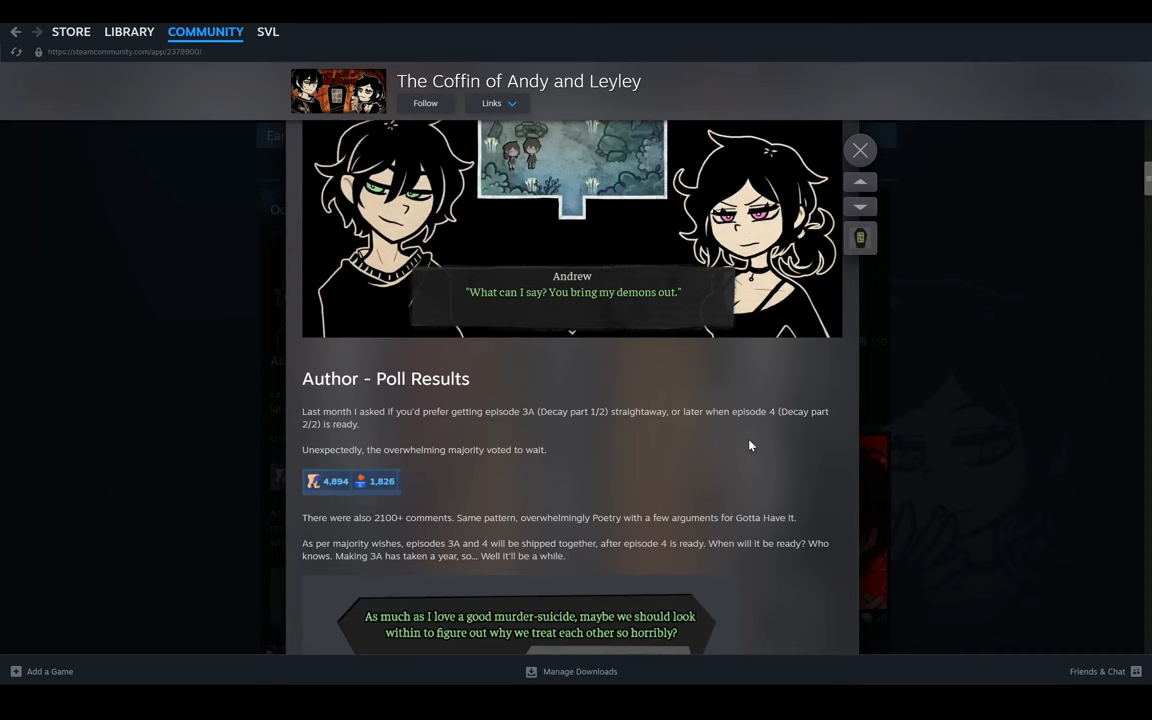 STORE LIBRARY COMMUNITY SVL
https://steamcommunity.com/app/2378900/
The Coffin of Andy and Leyley
Follow Links
Andrew
"What can I say? You bring my demons out."
Author - Poll Results
Last month I asked if you'd prefer getting episode 3A (Decay part 1/2) straightaway, or later when episode 4 (Decay part
2/2) is ready.
Unexpectedly, the overwhelming majority voted to wait.
4,894 1,826
There were also 2100+ comments. Same pattern, overwhelmingly Poetry with a few arguments for Gotta Have It.
As per majority wishes, episodes 3A and 4 will be shipped together, after episode 4 is ready. When will it be ready? Who
knows. Making 3A has taken a year, so... Well it'll be a while.
As much as I love a good murder-suicide, maybe we should look
within to figure out why we treat each other so horribly?
Add a Game Manage Downloads Friends & Chat